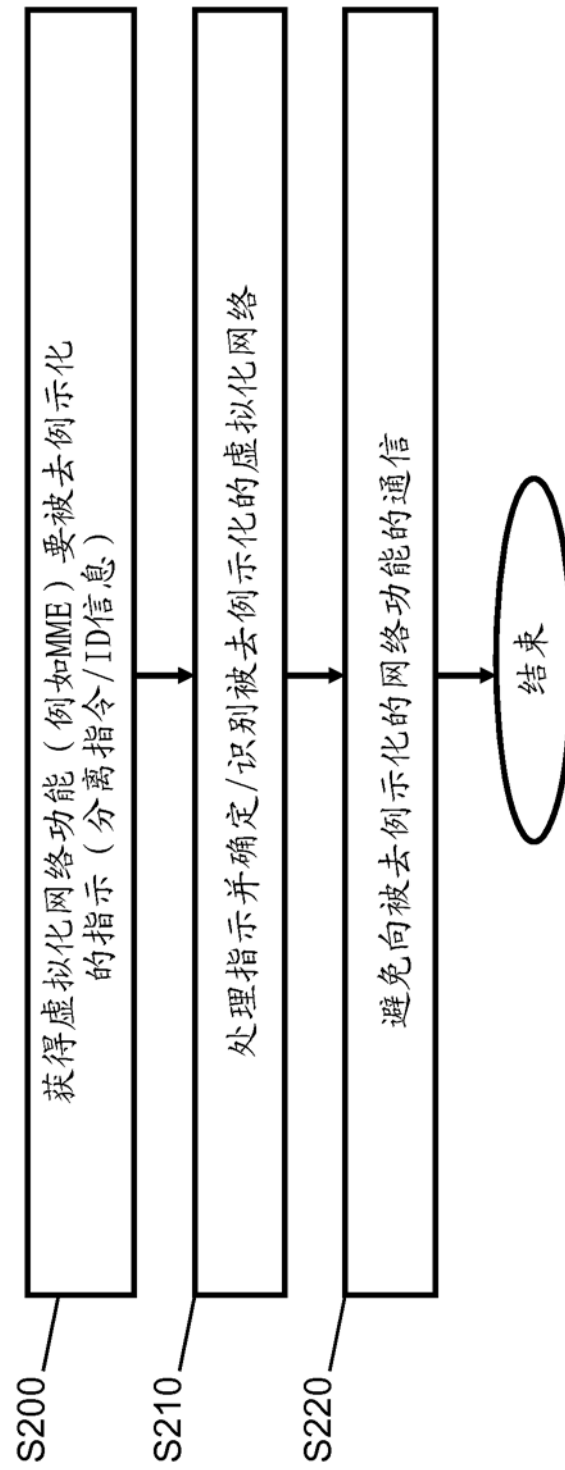 S200
获得虚拟化网络功能（例如MME）要被去例示化
的指示（分离指令/ID信息）
S210
处理指示并确定/识别被去例示化的虚拟化网络
S220
避免向被去例示化的网络功能的通信
结束